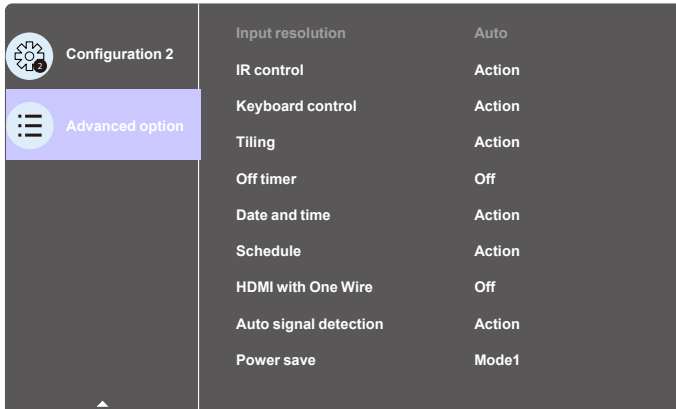 Configuration 2
2
Advanced option
Input resolution Auto
IR control Action
Keyboard control Action
Tiling Action
Off timer Off
Date and time Action
Schedule Action
HDMI with One Wire Off
Auto signal detection Action
Power save Mode1